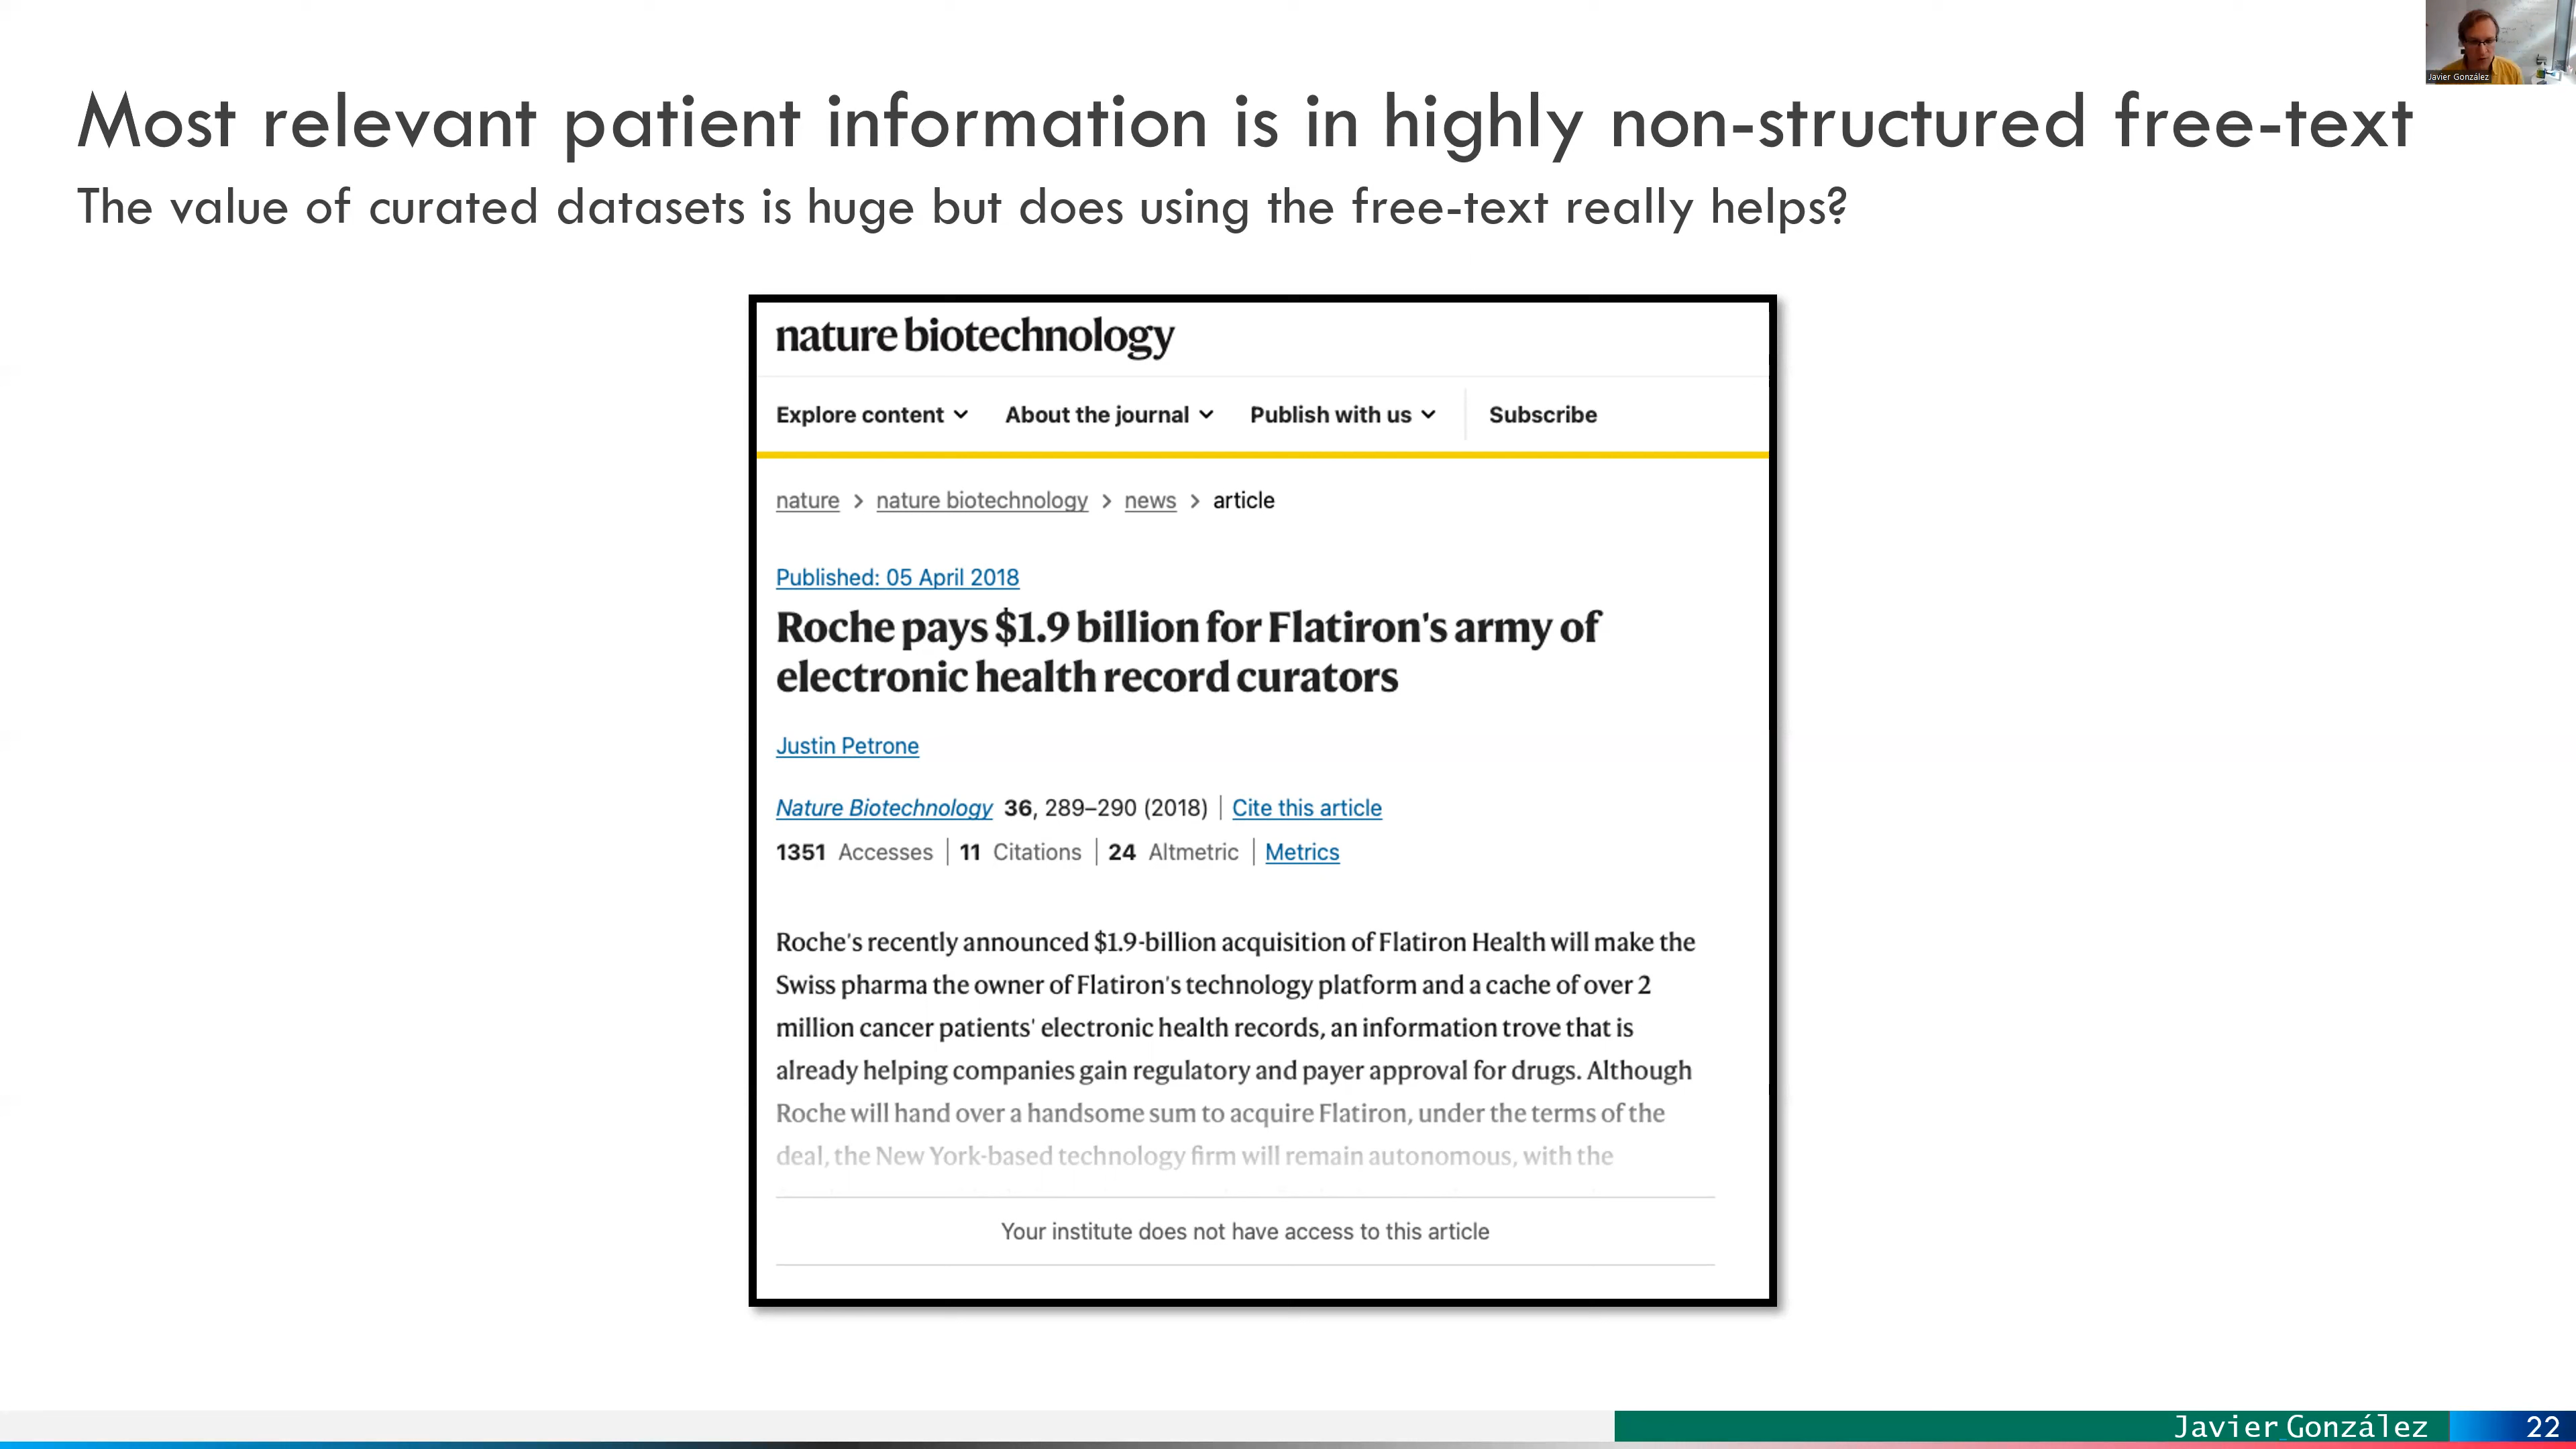 Javier González
Most relevant patient information is in highly non-structured free-text
The value of curated datasets is huge but does using the free-text really helps?
nature biotechnology
Explore content About the journal Publish with us Subscribe
nature > nature biotechnology > news > article
Published: 05 April 2018
Roche pays $1.9 billion for Flatiron's army of
electronic health record curators
Justin Petrone
Nature Biotechnology 36, 289–290 (2018) | Cite this article
1351 Accesses | 11 Citations | 24 Altmetric | Metrics
Roche's recently announced $1.9-billion acquisition of Flatiron Health will make the
Swiss pharma the owner of Flatiron's technology platform and a cache of over 2
million cancer patients' electronic health records, an information trove that is
already helping companies gain regulatory and payer approval for drugs. Although
Roche will hand over a handsome sum to acquire Flatiron, under the terms of the
deal, the New York-based technology firm will remain autonomous, with the
Your institute does not have access to this article
Javier González 22